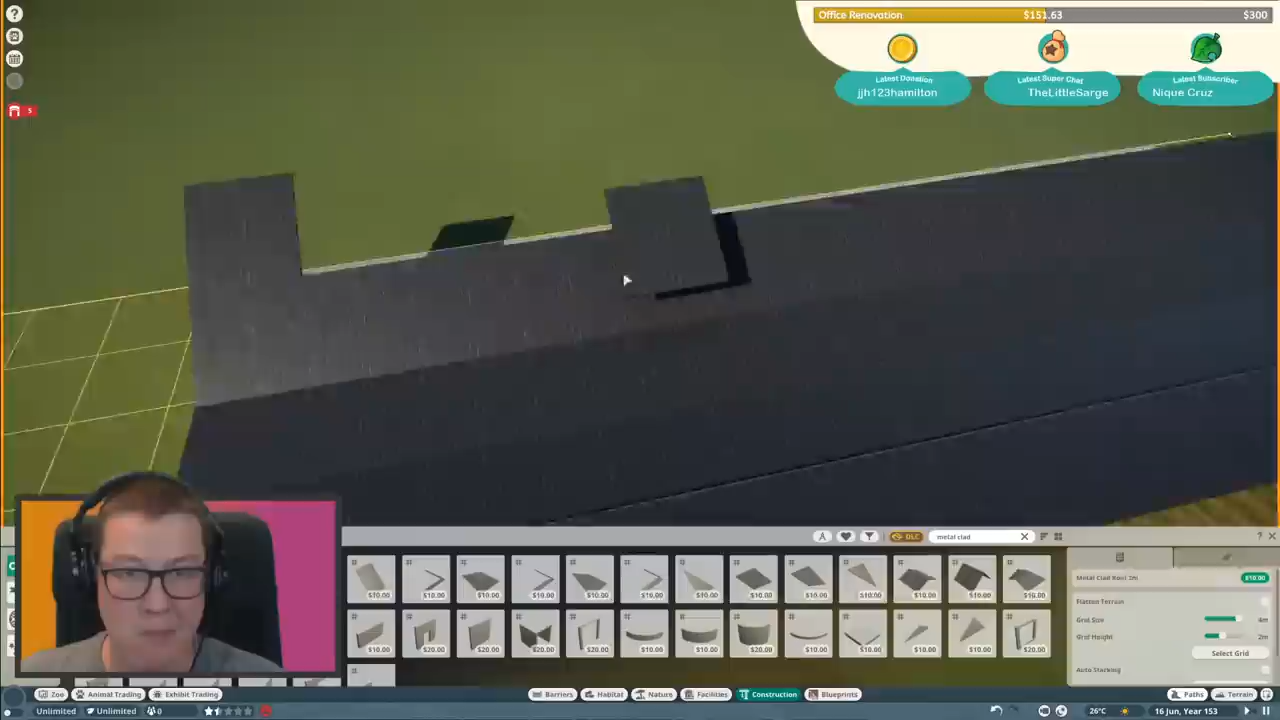 Office Renovation $151.63 $300
Latest Donation
jjh123hamilton
Latest Super Chat
TheLittleSarge
Latest Subscriber
Nique Cruz
5
DLC metal clad
$10.00 $10.00 $10.00 $10.00 $10.00 $10.00 $10.00 $10.00 $10.00 $10.00 $10.00 $10.00 $10.00
$10.00 $20.00 $20.00 $20.00 $20.00 $10.00 $10.00 $20.00 $10.00 $10.00 $10.00 $10.00 $20.00
Metal Clad Roof 2m $10.00
Flatten Terrain
Grid Size 4m
Grid Height 2m
Select Grid
Auto Stacking
Zoo Animal Trading Exhibit Trading Barriers Habitat Nature Facilities Construction Blueprints Paths Terrain
Unlimited Unlimited 0 26°C 16 Jun, Year 153